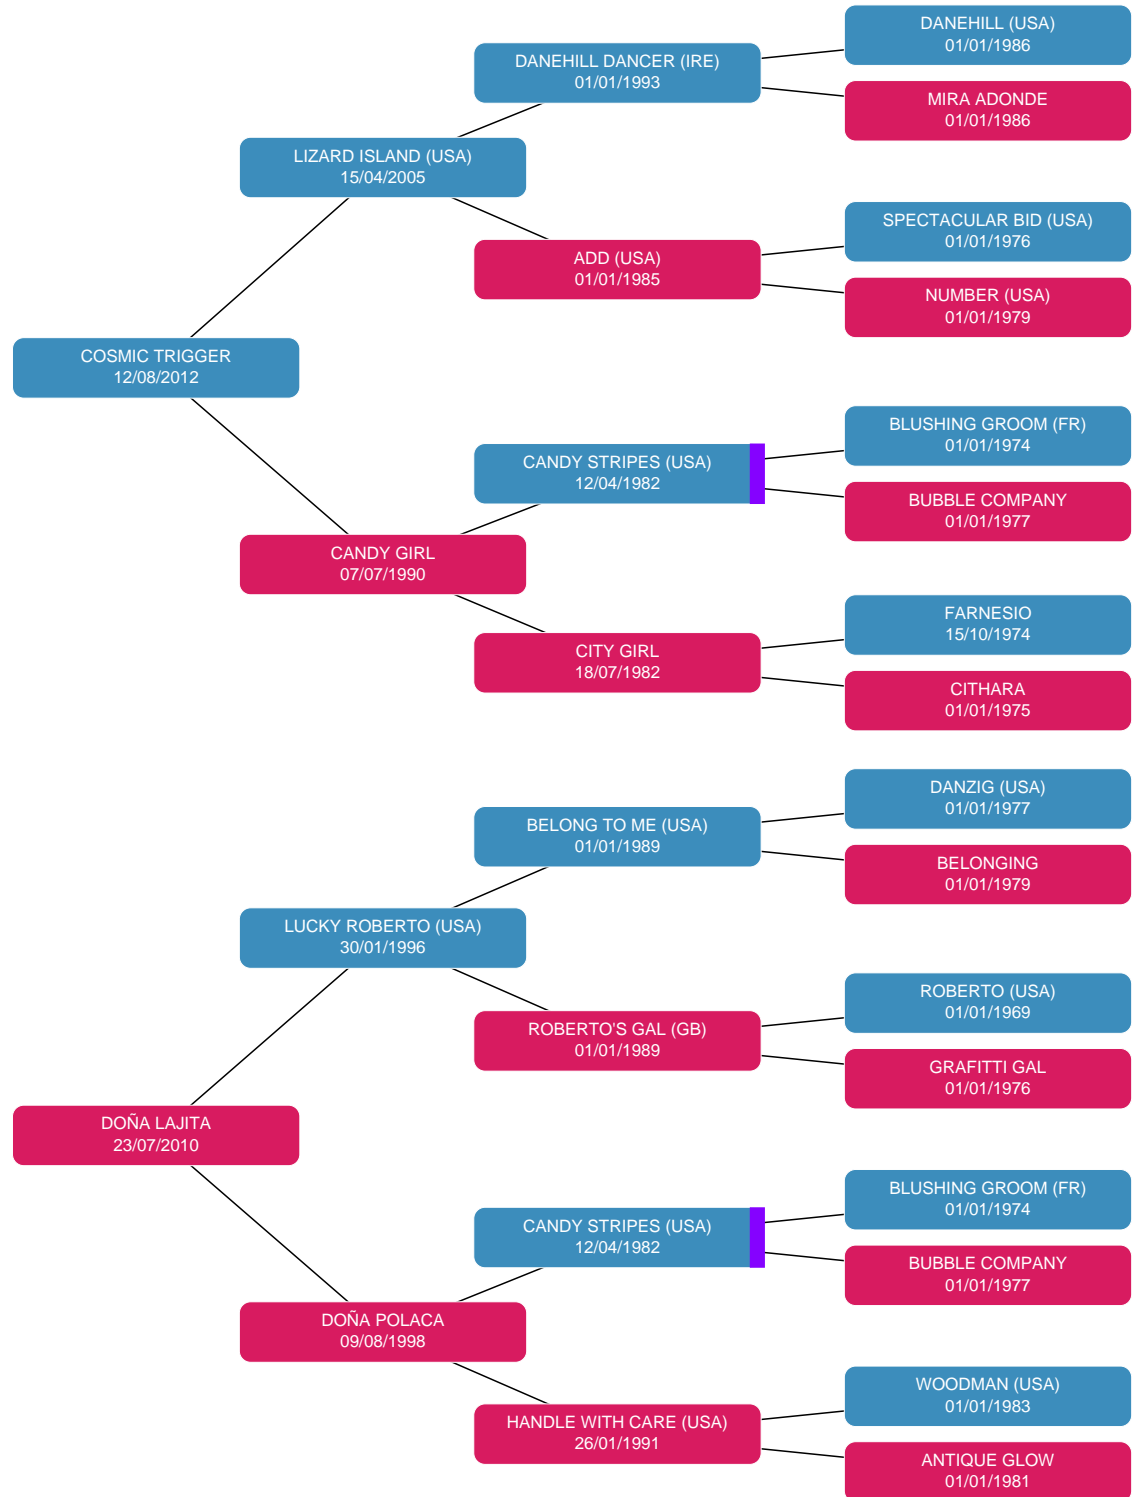 DANEHILL (USA)
01/01/1986
DANEHILL DANCER (IRE)
01/01/1993
MIRA ADONDE
01/01/1986
LIZARD ISLAND (USA)
15/04/2005
SPECTACULAR BID (USA)
01/01/1976
ADD (USA)
01/01/1985
NUMBER (USA)
01/01/1979
COSMIC TRIGGER
12/08/2012
BLUSHING GROOM (FR)
01/01/1974
CANDY STRIPES (USA)
12/04/1982
BUBBLE COMPANY
01/01/1977
CANDY GIRL
07/07/1990
FARNESIO
15/10/1974
CITY GIRL
18/07/1982
CITHARA
01/01/1975
DANZIG (USA)
01/01/1977
BELONG TO ME (USA)
01/01/1989
BELONGING
01/01/1979
LUCKY ROBERTO (USA)
30/01/1996
ROBERTO (USA)
01/01/1969
ROBERTO'S GAL (GB)
01/01/1989
GRAFITTI GAL
01/01/1976
DOÑA LAJITA
23/07/2010
BLUSHING GROOM (FR)
01/01/1974
CANDY STRIPES (USA)
12/04/1982
BUBBLE COMPANY
01/01/1977
DOÑA POLACA
09/08/1998
WOODMAN (USA)
01/01/1983
HANDLE WITH CARE (USA)
26/01/1991
ANTIQUE GLOW
01/01/1981